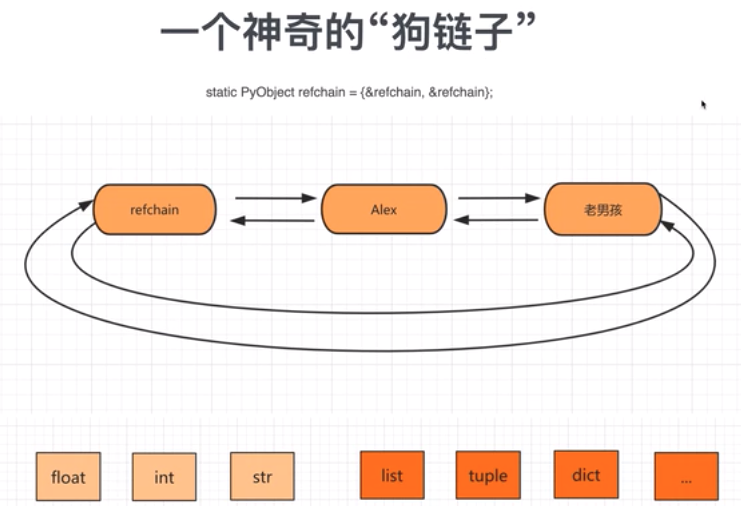 一个神奇的“狗链子”
static PyObject refchain = {&refchain, &refchain};
refchain
Alex
老男孩
float
int
str
list
tuple
dict
...